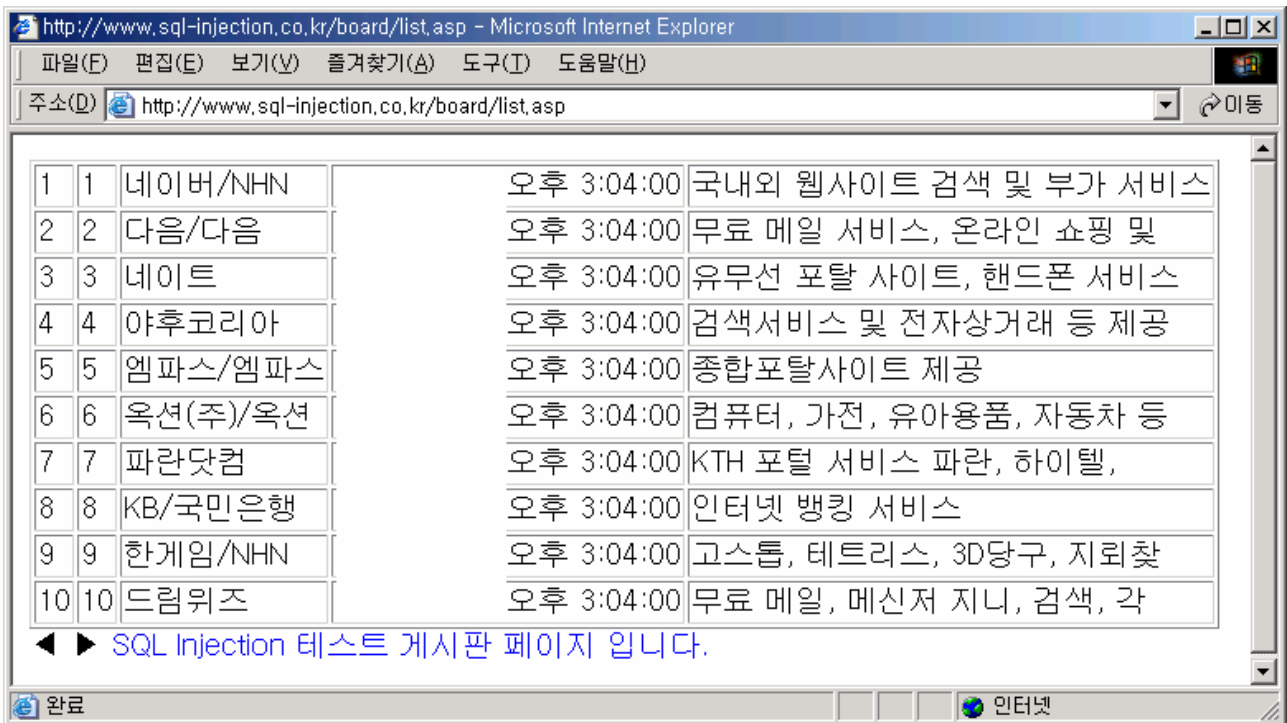 http://www.sql-injection.co.kr/board/list.asp - Microsoft Internet Explorer
파일(F) 편집(E) 보기(V) 즐겨찾기(A) 도구(T) 도움말(H)
주소(D) http://www.sql-injection.co.kr/board/list.asp 이동
1 1 네이버/NHN 오후 3:04:00 국내외 웹사이트 검색 및 부가 서비스
2 2 다음/다음 오후 3:04:00 무료 메일 서비스, 온라인 쇼핑 및
3 3 네이트 오후 3:04:00 유무선 포탈 사이트, 핸드폰 서비스
4 4 야후코리아 오후 3:04:00 검색서비스 및 전자상거래 등 제공
5 5 엠파스/엠파스 오후 3:04:00 종합포탈사이트 제공
6 6 옥션(주)/옥션 오후 3:04:00 컴퓨터, 가전, 유아용품, 자동차 등
7 7 파란닷컴 오후 3:04:00 KTH 포털 서비스 파란, 하이텔,
8 8 KB/국민은행 오후 3:04:00 인터넷 뱅킹 서비스
9 9 한게임/NHN 오후 3:04:00 고스톱, 테트리스, 3D당구, 지뢰찾
10 10 드림위즈 오후 3:04:00 무료 메일, 메신저 지니, 검색, 각
◀ ▶ SQL Injection 테스트 게시판 페이지 입니다.
완료 인터넷